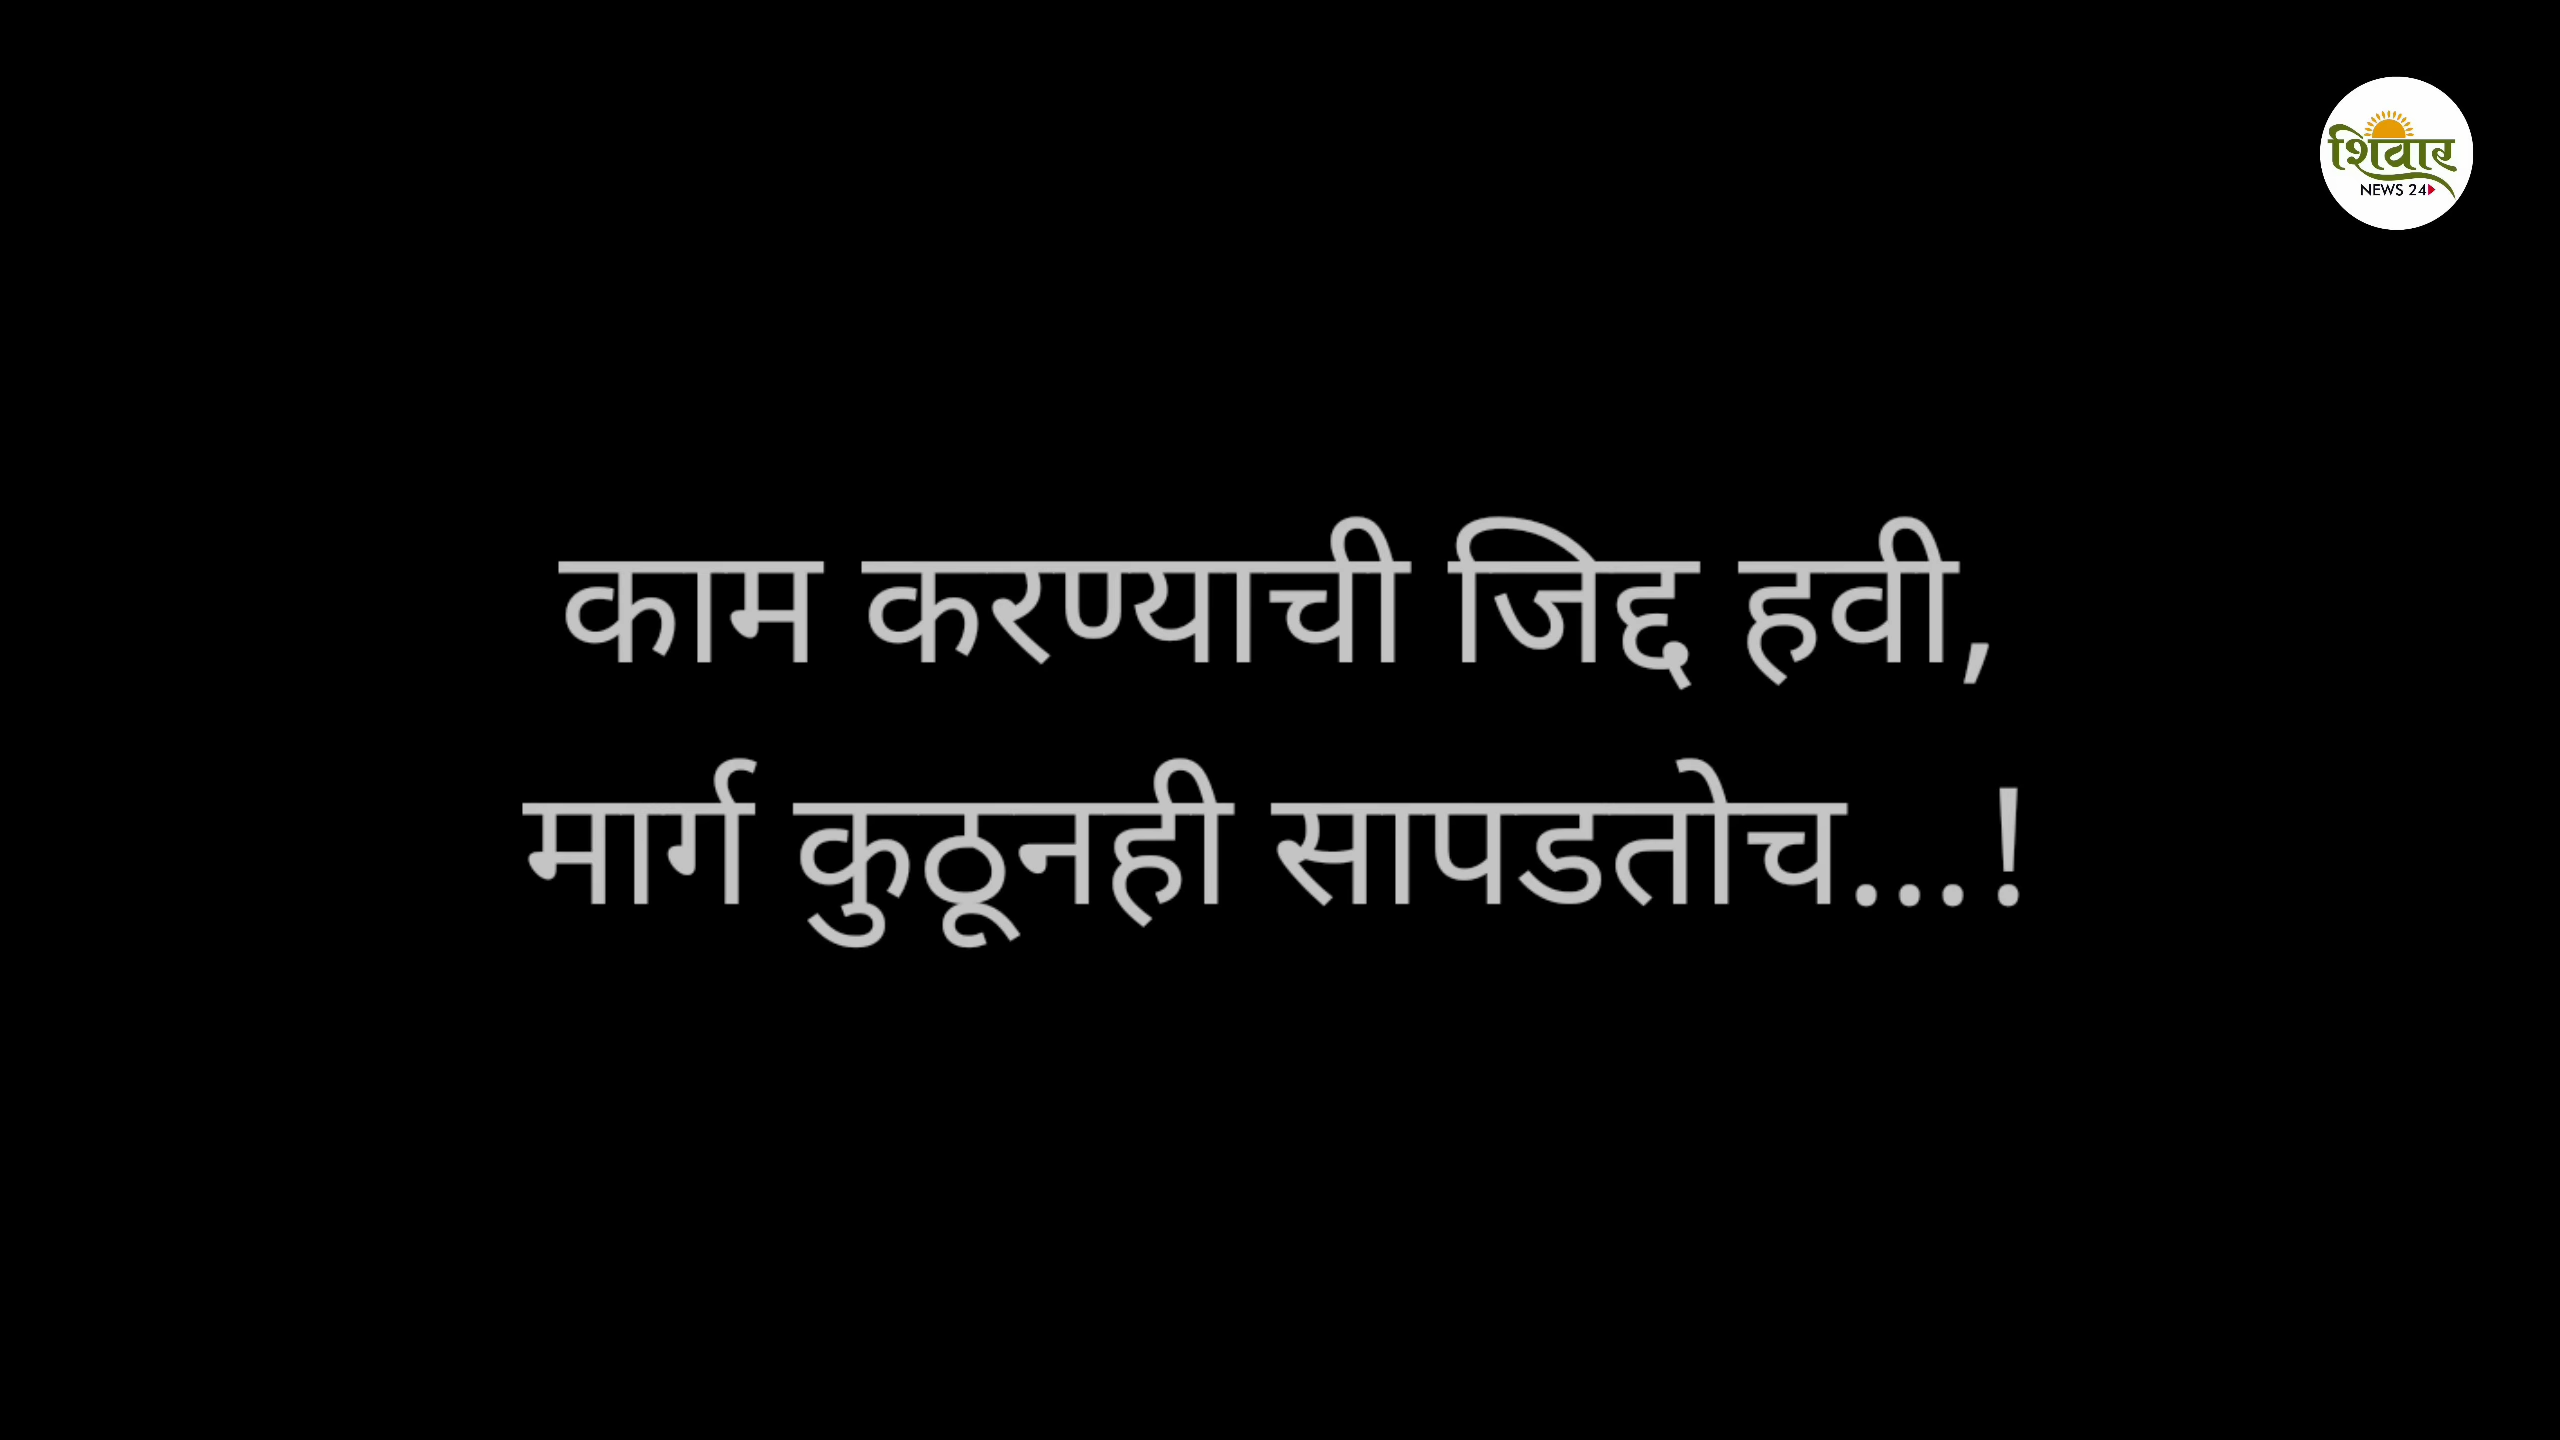 शिवार
NEWS 24
काम करण्याची जिद्द हवी,
मार्ग कुठूनही सापडतोच...!